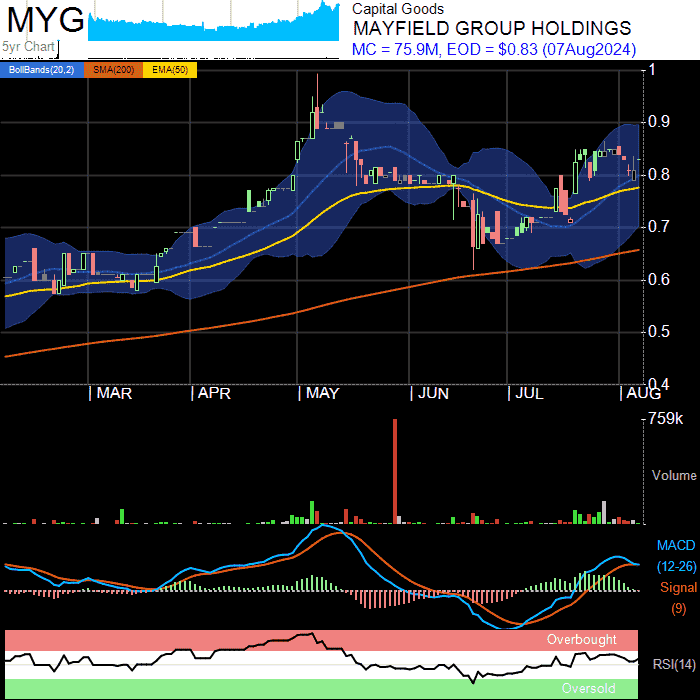 MYG
5yr Chart
Capital Goods
MAYFIELD GROUP HOLDINGS
MC = 75.9M, EOD = $0.83 (07Aug2024)
BollBands(20,2) SMA(200) EMA(50)
1
0.9
0.8
0.7
0.6
0.5
0.4
MAR APR MAY JUN JUL AUG
759k
Volume
MACD
(12-26)
Signal
(9)
Overbought
RSI(14)
Oversold